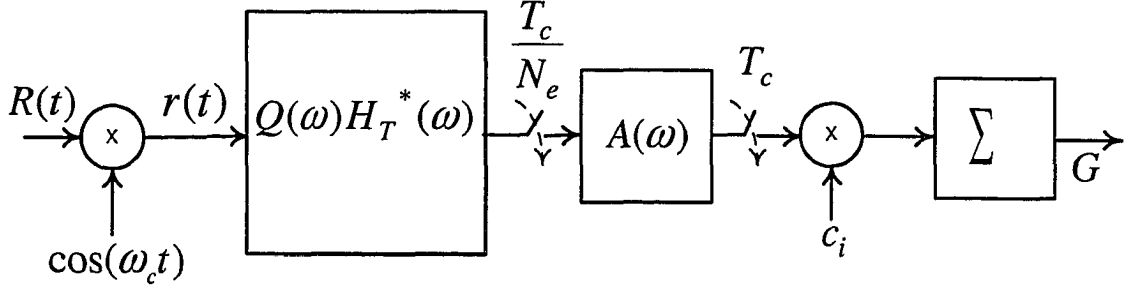 R(t)
×
cos(ω_c t)
r(t)
Q(ω)H_T^*(ω)
T_c
N_e
A(ω)
T_c
×
c_i
Σ
G